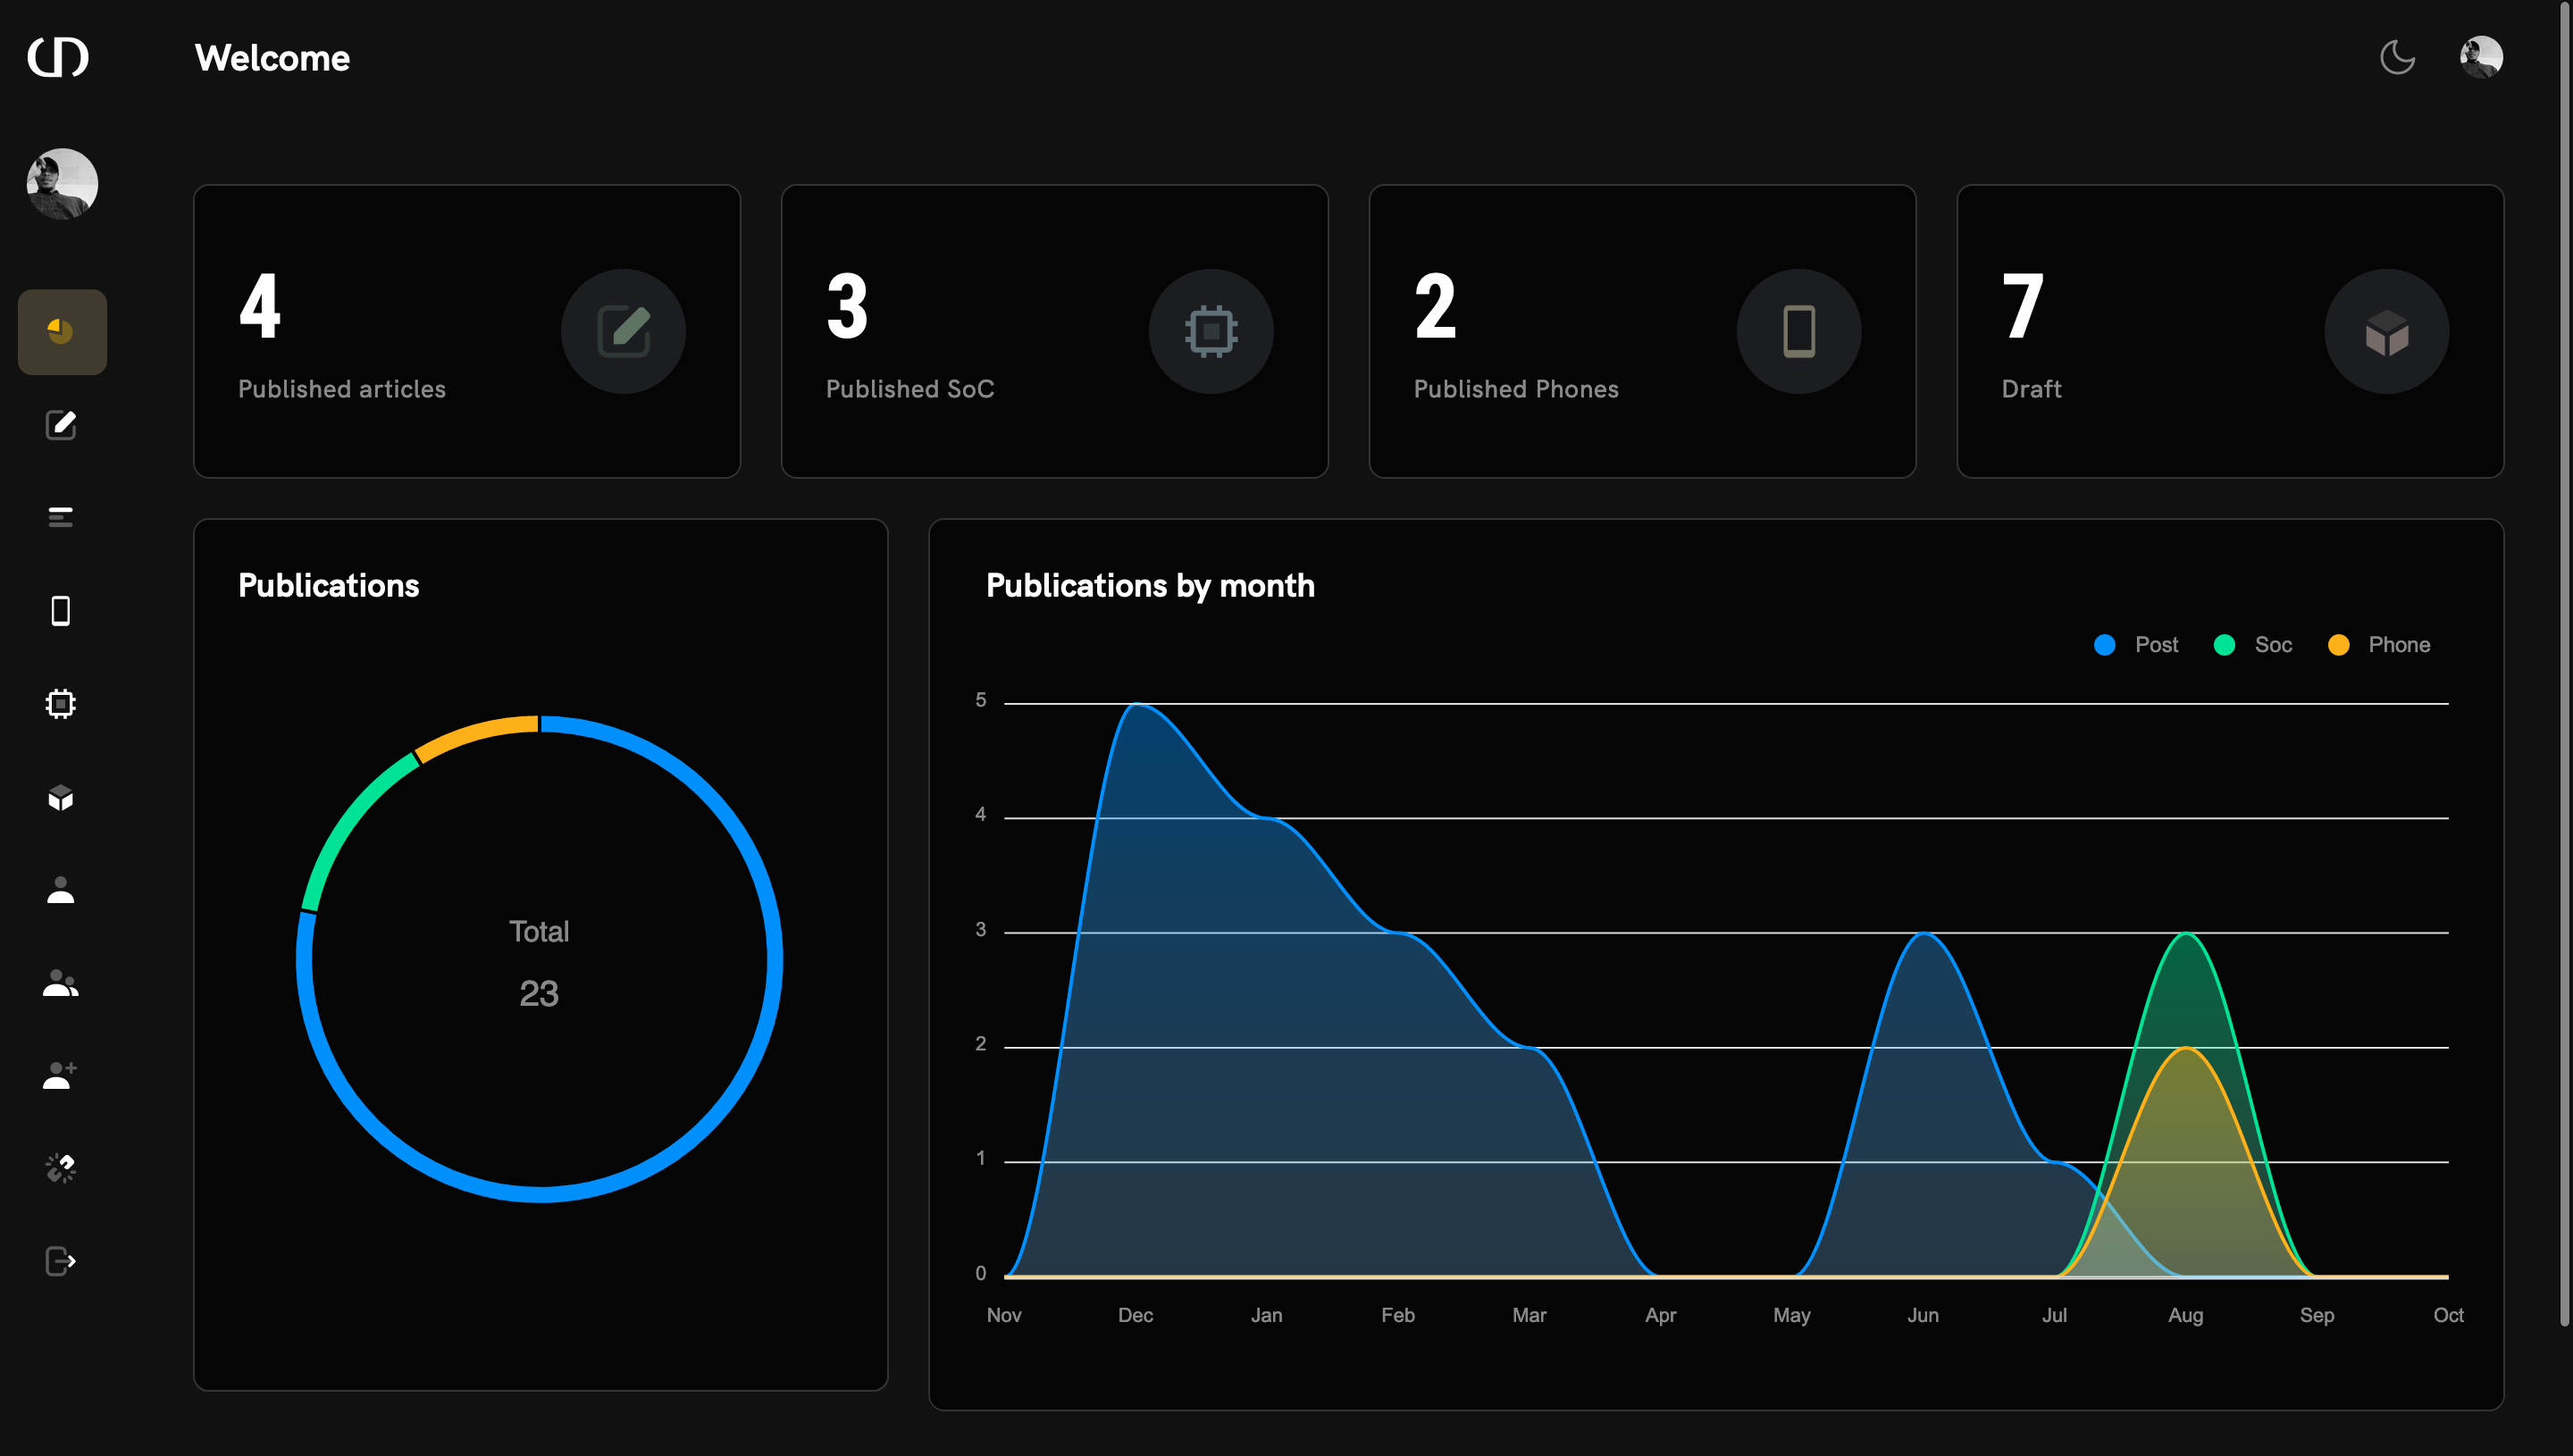 Welcome
4
Published articles
3
Published SoC
2
Published Phones
7
Draft
Publications
Total
23
Publications by month
Post Soc Phone
5
4
3
2
1
0
Nov Dec Jan Feb Mar Apr May Jun Jul Aug Sep Oct